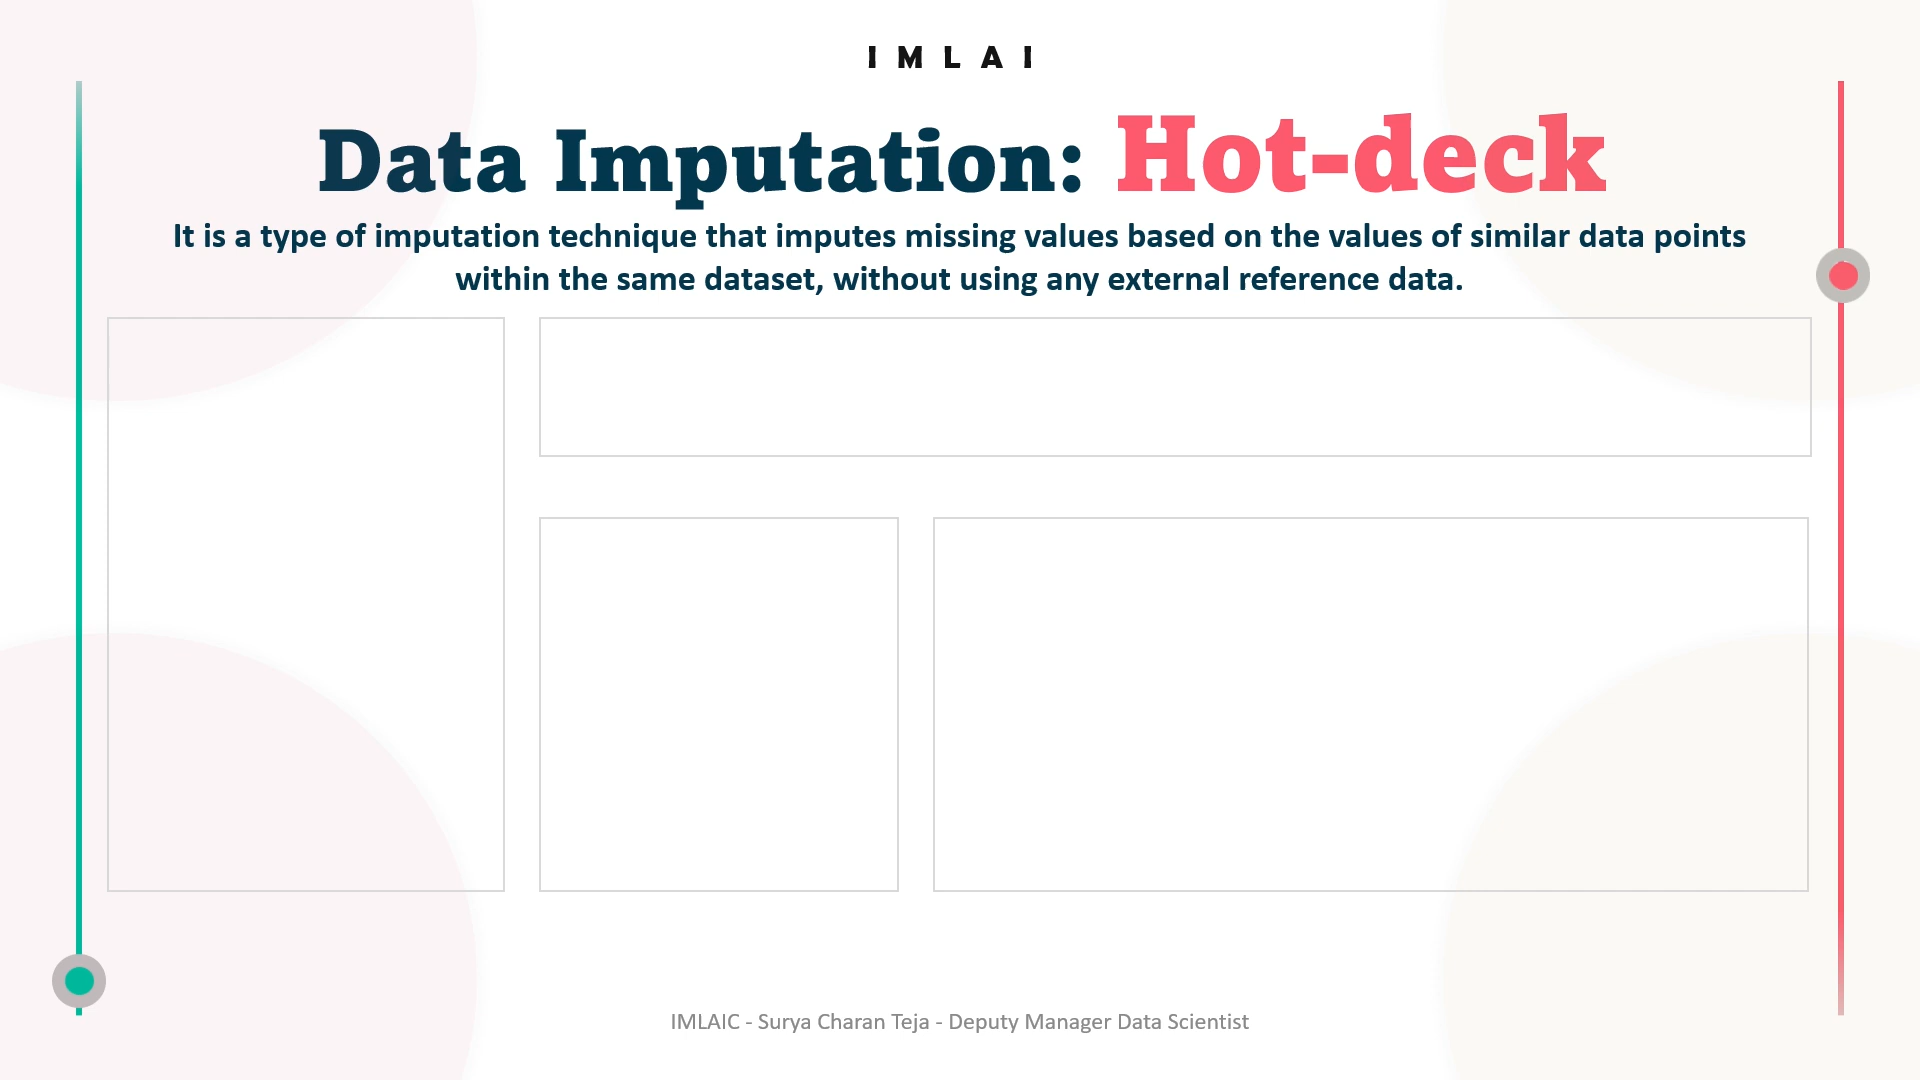 IMLAI
Data Imputation: Hot-deck
It is a type of imputation technique that imputes missing values based on the values of similar data points
within the same dataset, without using any external reference data.
IMLAIC - Surya Charan Teja - Deputy Manager Data Scientist